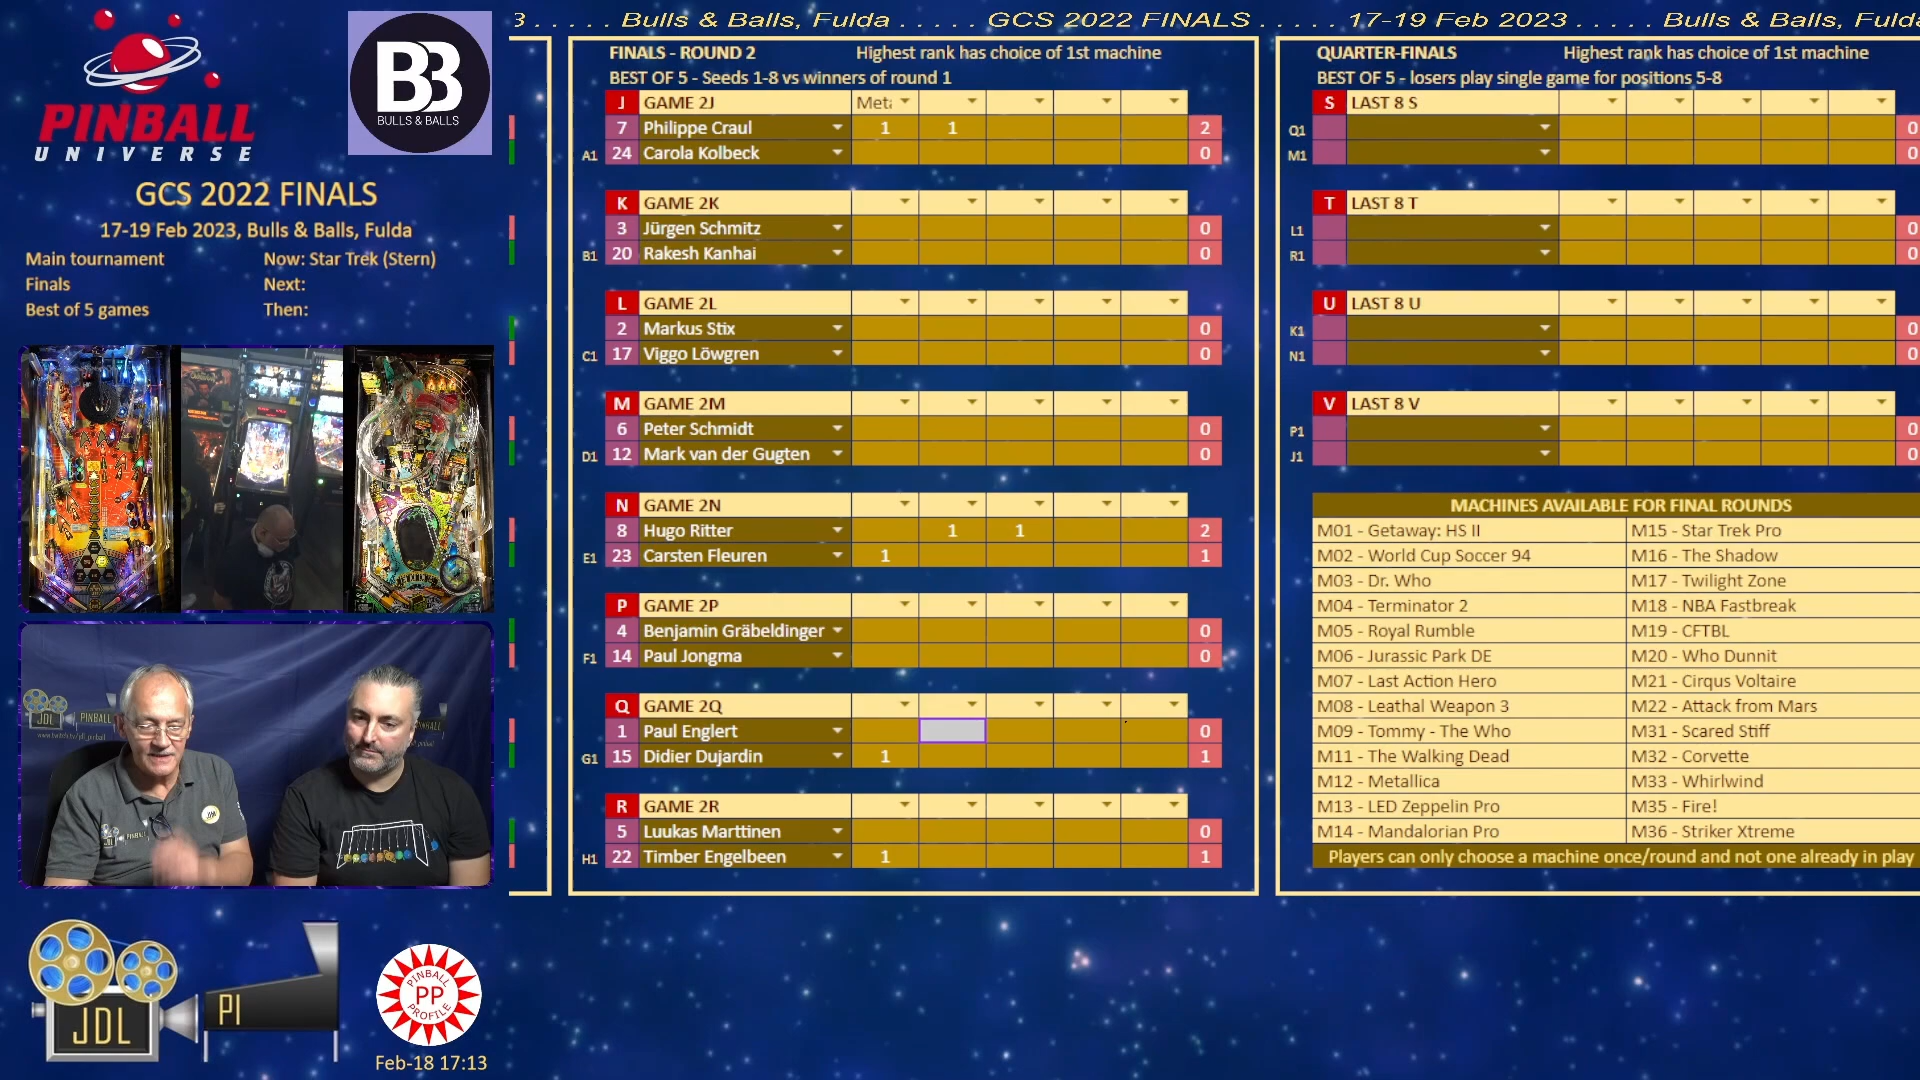 3 . . . . . Bulls & Balls, Fulda . . . . . GCS 2022 FINALS . . . . . 17-19 Feb 2023 . . . . . Bulls & Balls, Fulda
PINBALL
UNIVERSE
BB
BULLS & BALLS
GCS 2022 FINALS
17-19 Feb 2023, Bulls & Balls, Fulda
Main tournament
Now: Star Trek (Stern)
Finals
Next:
Best of 5 games
Then:
JDL PINBALL
JDL
PI
PINBALL
PP
PROFILE
Feb-18 17:13
FINALS - ROUND 2 Highest rank has choice of 1st machine
BEST OF 5 - Seeds 1-8 vs winners of round 1
J GAME 2J Meta
7 Philippe Craul 1 1 2
A1 24 Carola Kolbeck 0
K GAME 2K
3 Jürgen Schmitz 0
B1 20 Rakesh Kanhai 0
L GAME 2L
2 Markus Stix 0
C1 17 Viggo Löwgren 0
M GAME 2M
6 Peter Schmidt 0
D1 12 Mark van der Gugten 0
N GAME 2N
8 Hugo Ritter 1 1 2
E1 23 Carsten Fleuren 1 1
P GAME 2P
4 Benjamin Gräbeldinger 0
F1 14 Paul Jongma 0
Q GAME 2Q
1 Paul Englert 0
G1 15 Didier Dujardin 1 1
R GAME 2R
5 Luukas Marttinen 0
H1 22 Timber Engelbeen 1 1
QUARTER-FINALS Highest rank has choice of 1st machine
BEST OF 5 - losers play single game for positions 5-8
S LAST 8 S
Q1 0
M1 0
T LAST 8 T
L1 0
R1 0
U LAST 8 U
K1 0
N1 0
V LAST 8 V
P1 0
J1 0
MACHINES AVAILABLE FOR FINAL ROUNDS
M01 - Getaway: HS II M15 - Star Trek Pro
M02 - World Cup Soccer 94 M16 - The Shadow
M03 - Dr. Who M17 - Twilight Zone
M04 - Terminator 2 M18 - NBA Fastbreak
M05 - Royal Rumble M19 - CFTBL
M06 - Jurassic Park DE M20 - Who Dunnit
M07 - Last Action Hero M21 - Cirqus Voltaire
M08 - Leathal Weapon 3 M22 - Attack from Mars
M09 - Tommy - The Who M31 - Scared Stiff
M11 - The Walking Dead M32 - Corvette
M12 - Metallica M33 - Whirlwind
M13 - LED Zeppelin Pro M35 - Fire!
M14 - Mandalorian Pro M36 - Striker Xtreme
Players can only choose a machine once/round and not one already in play